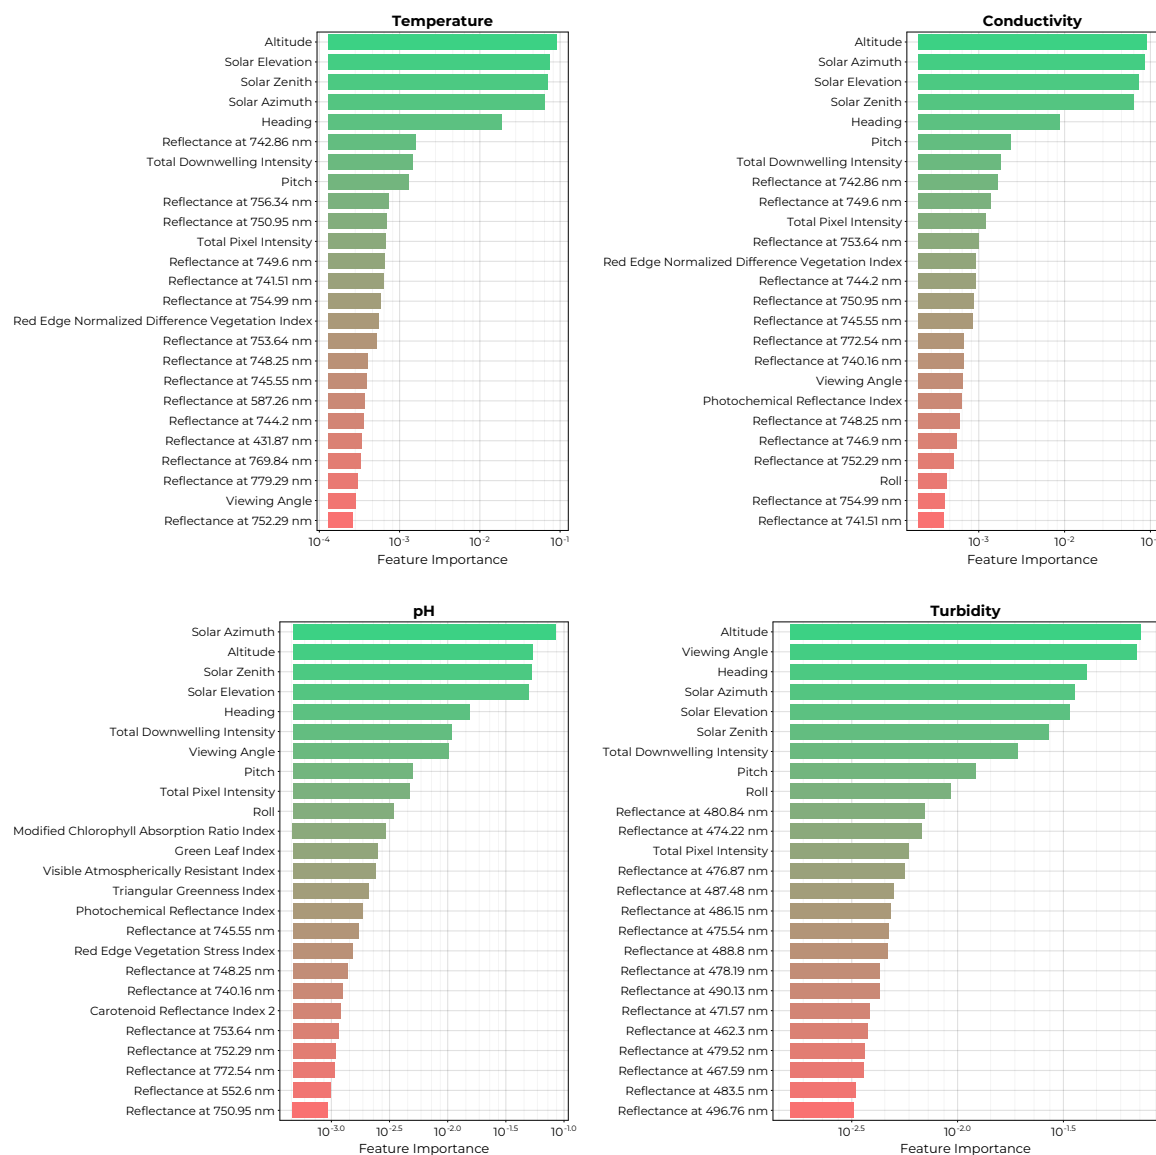 Temperature
Altitude
Solar Elevation
Solar Zenith
Solar Azimuth
Heading
Reflectance at 742.86 nm
Total Downwelling Intensity
Pitch
Reflectance at 756.34 nm
Reflectance at 750.95 nm
Total Pixel Intensity
Reflectance at 749.6 nm
Reflectance at 741.51 nm
Reflectance at 754.99 nm
Red Edge Normalized Difference Vegetation Index
Reflectance at 753.64 nm
Reflectance at 748.25 nm
Reflectance at 745.55 nm
Reflectance at 587.26 nm
Reflectance at 744.2 nm
Reflectance at 431.87 nm
Reflectance at 769.84 nm
Reflectance at 779.29 nm
Viewing Angle
Reflectance at 752.29 nm
10⁻⁴ 10⁻³ 10⁻² 10⁻¹
Feature Importance
Conductivity
Altitude
Solar Azimuth
Solar Elevation
Solar Zenith
Heading
Pitch
Total Downwelling Intensity
Reflectance at 742.86 nm
Reflectance at 749.6 nm
Total Pixel Intensity
Reflectance at 753.64 nm
Red Edge Normalized Difference Vegetation Index
Reflectance at 744.2 nm
Reflectance at 750.95 nm
Reflectance at 745.55 nm
Reflectance at 772.54 nm
Reflectance at 740.16 nm
Viewing Angle
Photochemical Reflectance Index
Reflectance at 748.25 nm
Reflectance at 746.9 nm
Reflectance at 752.29 nm
Roll
Reflectance at 754.99 nm
Reflectance at 741.51 nm
10⁻³ 10⁻²
Feature Importance
pH
Solar Azimuth
Altitude
Solar Zenith
Solar Elevation
Heading
Total Downwelling Intensity
Viewing Angle
Pitch
Total Pixel Intensity
Roll
Modified Chlorophyll Absorption Ratio Index
Green Leaf Index
Visible Atmospherically Resistant Index
Triangular Greenness Index
Photochemical Reflectance Index
Reflectance at 745.55 nm
Red Edge Vegetation Stress Index
Reflectance at 748.25 nm
Reflectance at 740.16 nm
Carotenoid Reflectance Index 2
Reflectance at 753.64 nm
Reflectance at 752.29 nm
Reflectance at 772.54 nm
Reflectance at 552.6 nm
Reflectance at 750.95 nm
10⁻³·⁰ 10⁻²·⁵ 10⁻²·⁰ 10⁻¹·⁵ 10⁻¹·⁰
Feature Importance
Turbidity
Altitude
Viewing Angle
Heading
Solar Azimuth
Solar Elevation
Solar Zenith
Total Downwelling Intensity
Pitch
Roll
Reflectance at 480.84 nm
Reflectance at 474.22 nm
Total Pixel Intensity
Reflectance at 476.87 nm
Reflectance at 487.48 nm
Reflectance at 486.15 nm
Reflectance at 475.54 nm
Reflectance at 488.8 nm
Reflectance at 478.19 nm
Reflectance at 490.13 nm
Reflectance at 471.57 nm
Reflectance at 462.3 nm
Reflectance at 479.52 nm
Reflectance at 467.59 nm
Reflectance at 483.5 nm
Reflectance at 496.76 nm
10⁻²·⁵ 10⁻²·⁰ 10⁻¹·⁵
Feature Importance